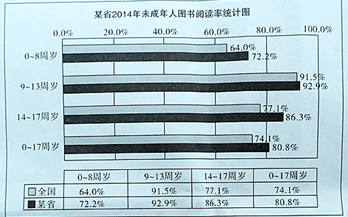 某省2014年未成年人图书阅读率统计图
0.0% 20.0% 40.0% 60.0% 80.0% 100.0%
0~8周岁 64.0% 72.2%
9~13周岁 91.5% 92.9%
14~17周岁 77.1% 86.3%
0~17周岁 74.1% 80.8%
0~8周岁 9~13周岁 14~17周岁 0~17周岁
全国 64.0% 91.5% 77.1% 74.1%
某省 72.2% 92.9% 86.3% 80.8%